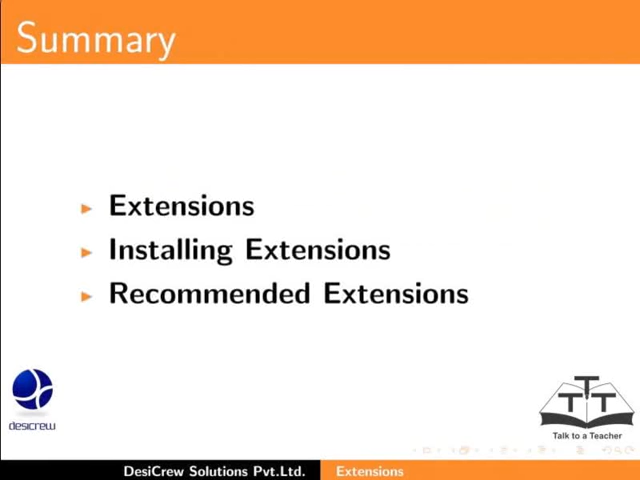 Summary
Extensions
Installing Extensions
Recommended Extensions
desicrew
T T T
Talk to a Teacher
DesiCrew Solutions Pvt.Ltd. Extensions